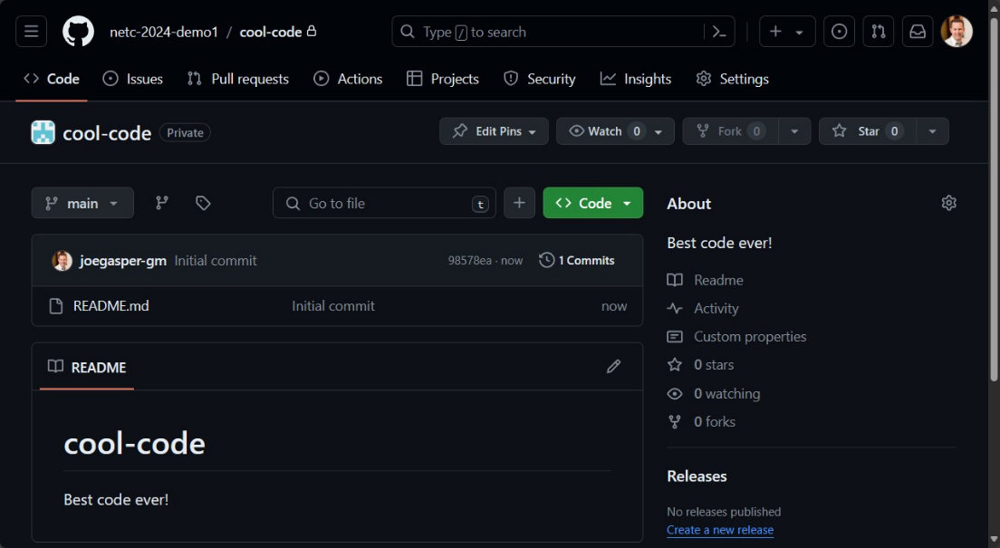 netc-2024-demo1 / cool-code
Type / to search
Code Issues Pull requests Actions Projects Security Insights Settings
cool-code Private
Edit Pins Watch 0 Fork 0 Star 0
main Go to file t Code
About
Best code ever!
Readme
Activity
Custom properties
0 stars
0 watching
0 forks
Releases
No releases published
Create a new release
joegasper-gm Initial commit 98578ea · now 1 Commits
README.md Initial commit now
README
cool-code
Best code ever!